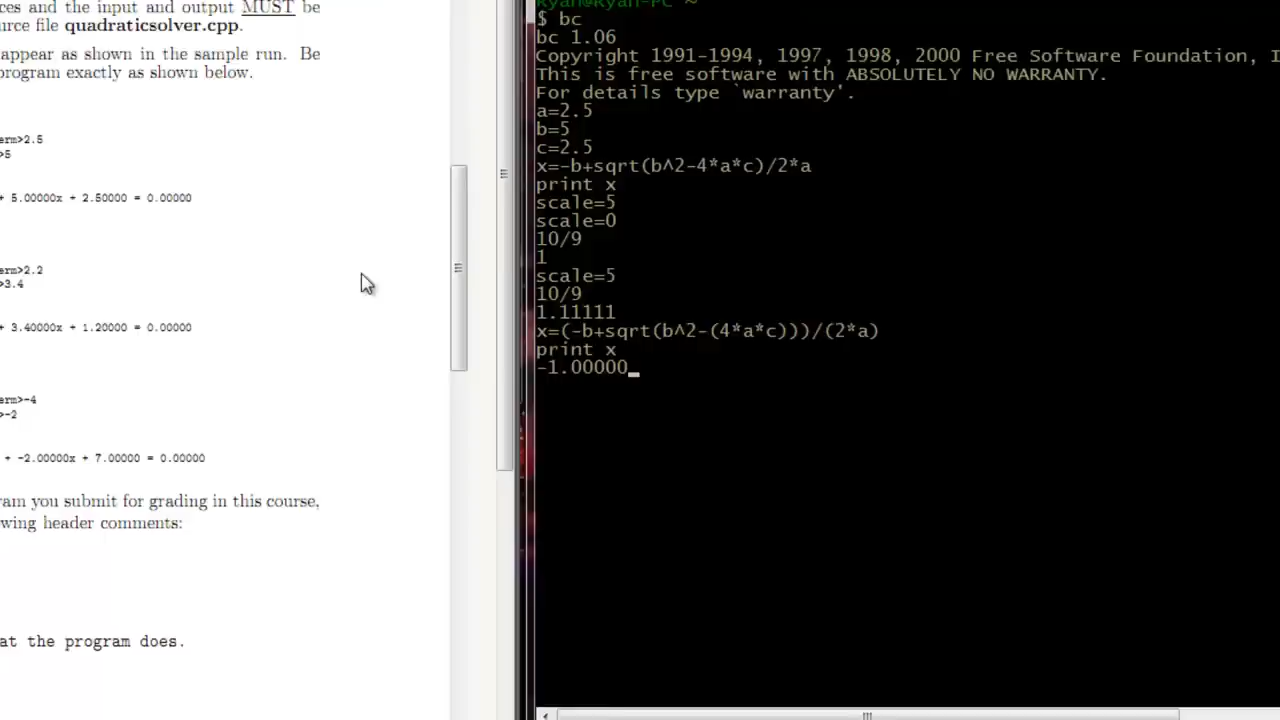 ces and the input and output MUST be
urce file quadraticsolver.cpp.
appear as shown in the sample run. Be
program exactly as shown below.
erm>2.5
>5
+ 5.00000x + 2.50000 = 0.00000
erm>2.2
>3.4
+ 3.40000x + 1.20000 = 0.00000
erm>-4
>-2
+ -2.00000x + 7.00000 = 0.00000
ram you submit for grading in this course,
wing header comments:
at the program does.
Ryan@Ryan-PC ~
$ bc
bc 1.06
Copyright 1991-1994, 1997, 1998, 2000 Free Software Foundation, I
This is free software with ABSOLUTELY NO WARRANTY.
For details type `warranty'.
a=2.5
b=5
c=2.5
x=-b+sqrt(b^2-4*a*c)/2*a
print x
scale=5
scale=0
10/9
1
scale=5
10/9
1.11111
x=(-b+sqrt(b^2-(4*a*c)))/(2*a)
print x
-1.00000